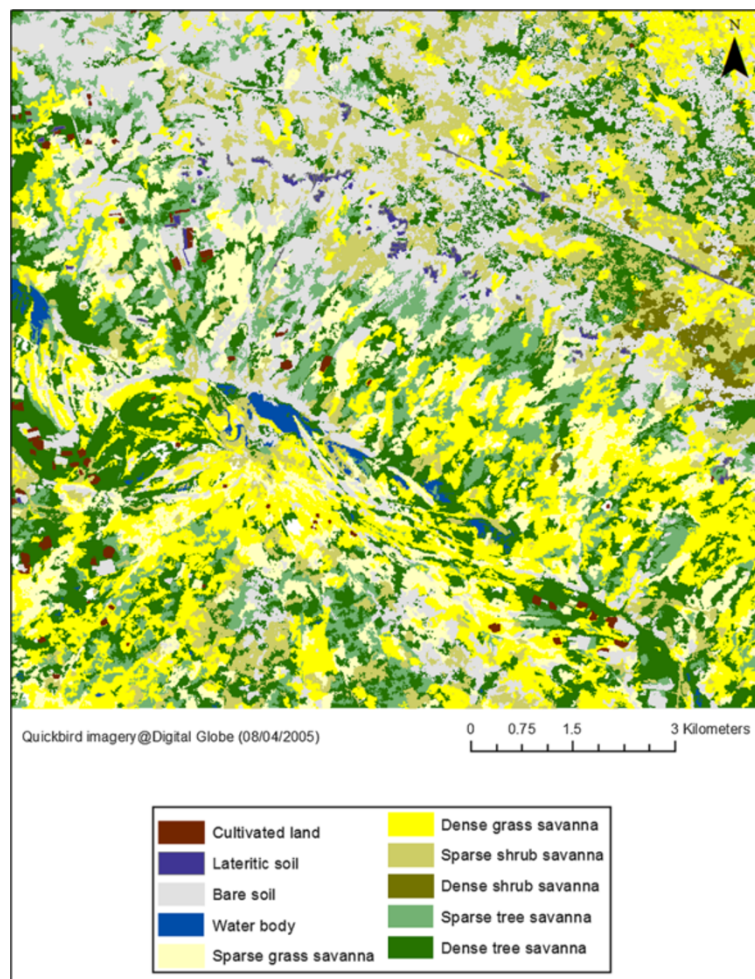 N
Quickbird imagery@Digital Globe (08/04/2005)
0 0.75 1.5 3 Kilometers
Cultivated land
Lateritic soil
Bare soil
Water body
Sparse grass savanna
Dense grass savanna
Sparse shrub savanna
Dense shrub savanna
Sparse tree savanna
Dense tree savanna